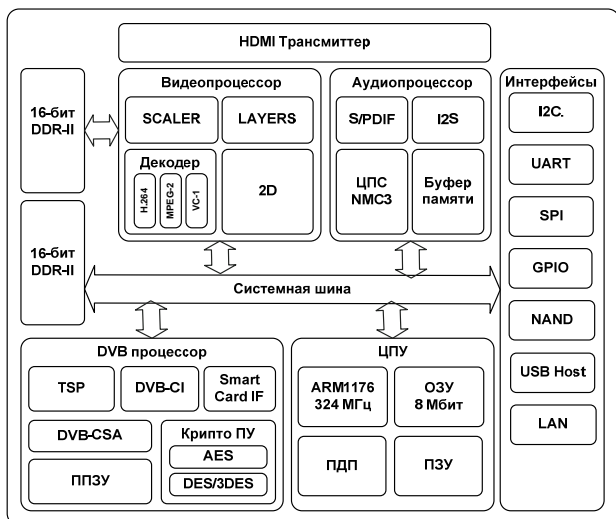 HDMI Трансмиттер
16-бит
DDR-II
16-бит
DDR-II
Видеопроцессор
SCALER
LAYERS
Декодер
H.264
MPEG-2
VC-1
2D
Аудиопроцессор
S/PDIF
I2S
ЦПС
NMC3
Буфер
памяти
Интерфейсы
I2C.
UART
SPI
GPIO
NAND
USB Host
LAN
Системная шина
DVB процессор
TSP
DVB-CI
Smart
Card IF
DVB-CSA
ППЗУ
Крипто ПУ
AES
DES/3DES
ЦПУ
ARM1176
324 МГц
ОЗУ
8 Мбит
ПДП
ПЗУ